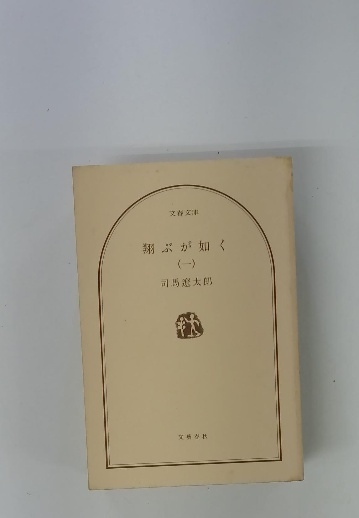 文春文庫
翔ぶが如く
〈一〉
司馬遼太郎
文藝春秋